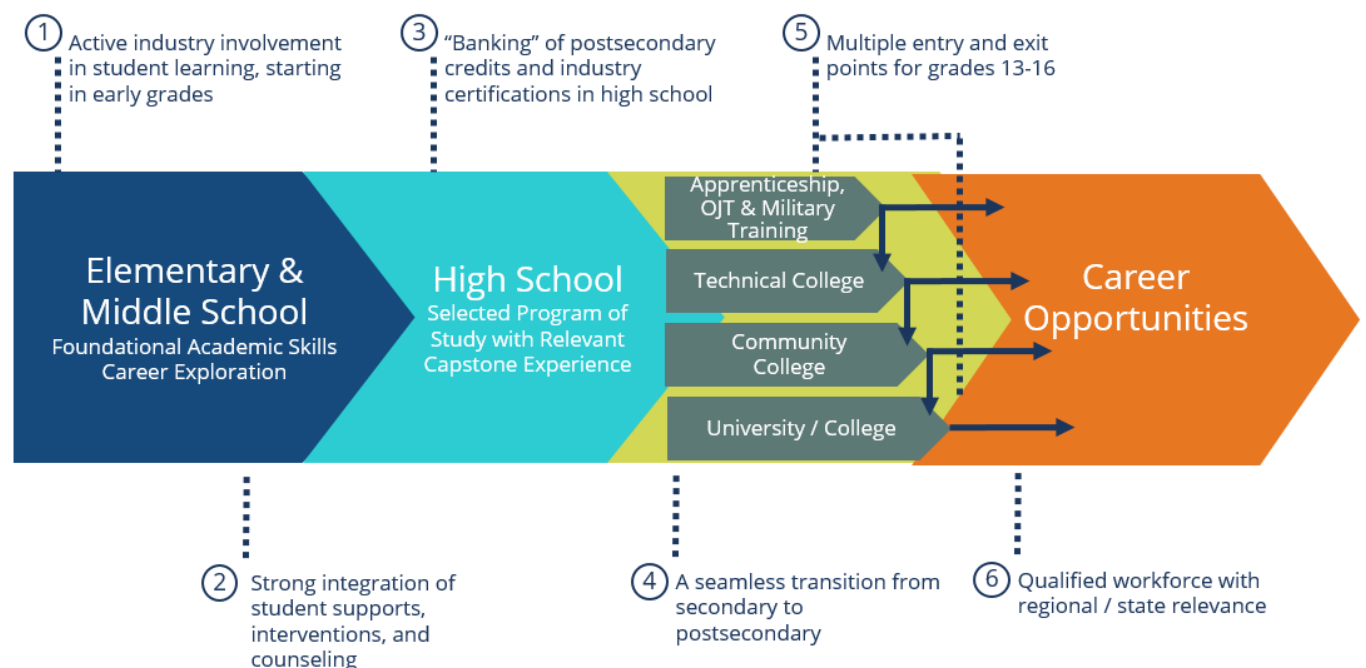 1
Active industry involvement
in student learning, starting
in early grades
3
“Banking” of postsecondary
credits and industry
certifications in high school
5
Multiple entry and exit
points for grades 13-16
Elementary &
Middle School
Foundational Academic Skills
Career Exploration
High School
Selected Program of
Study with Relevant
Capstone Experience
Apprenticeship,
OJT & Military
Training
Technical College
Community
College
University / College
Career
Opportunities
2
Strong integration of
student supports,
interventions, and
counseling
4
A seamless transition from
secondary to
postsecondary
6
Qualified workforce with
regional / state relevance